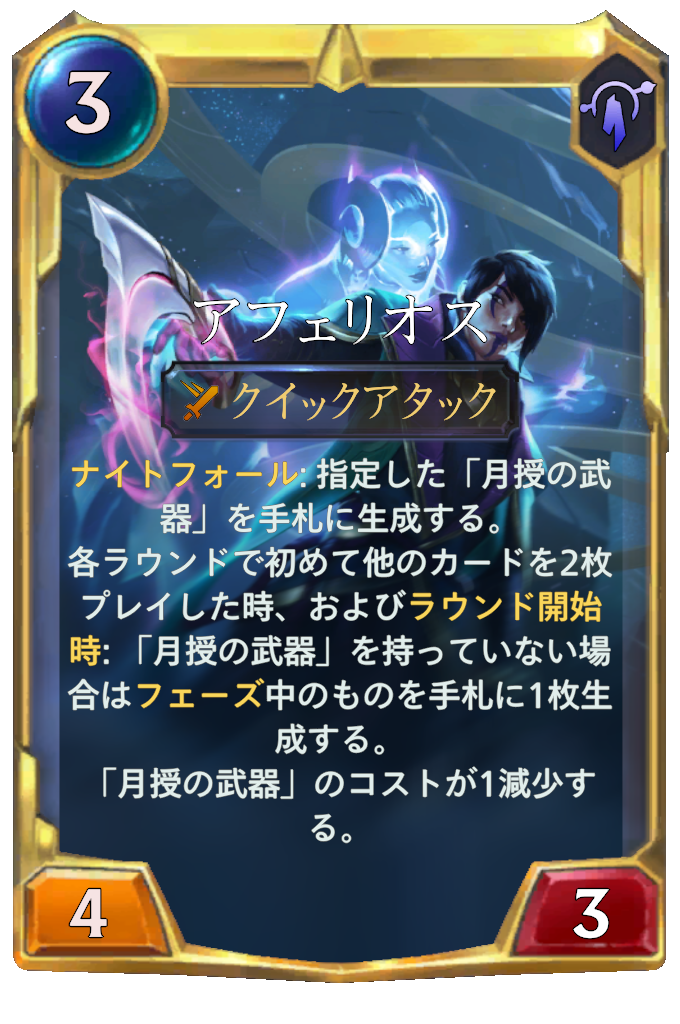 3
アフェリオス
クイックアタック
ナイトフォール: 指定した「月授の武
器」を手札に生成する。
各ラウンドで初めて他のカードを2枚
プレイした時、およびラウンド開始
時: 「月授の武器」を持っていない場
合はフェーズ中のものを手札に1枚生
成する。
「月授の武器」のコストが1減少す
る。
4
3